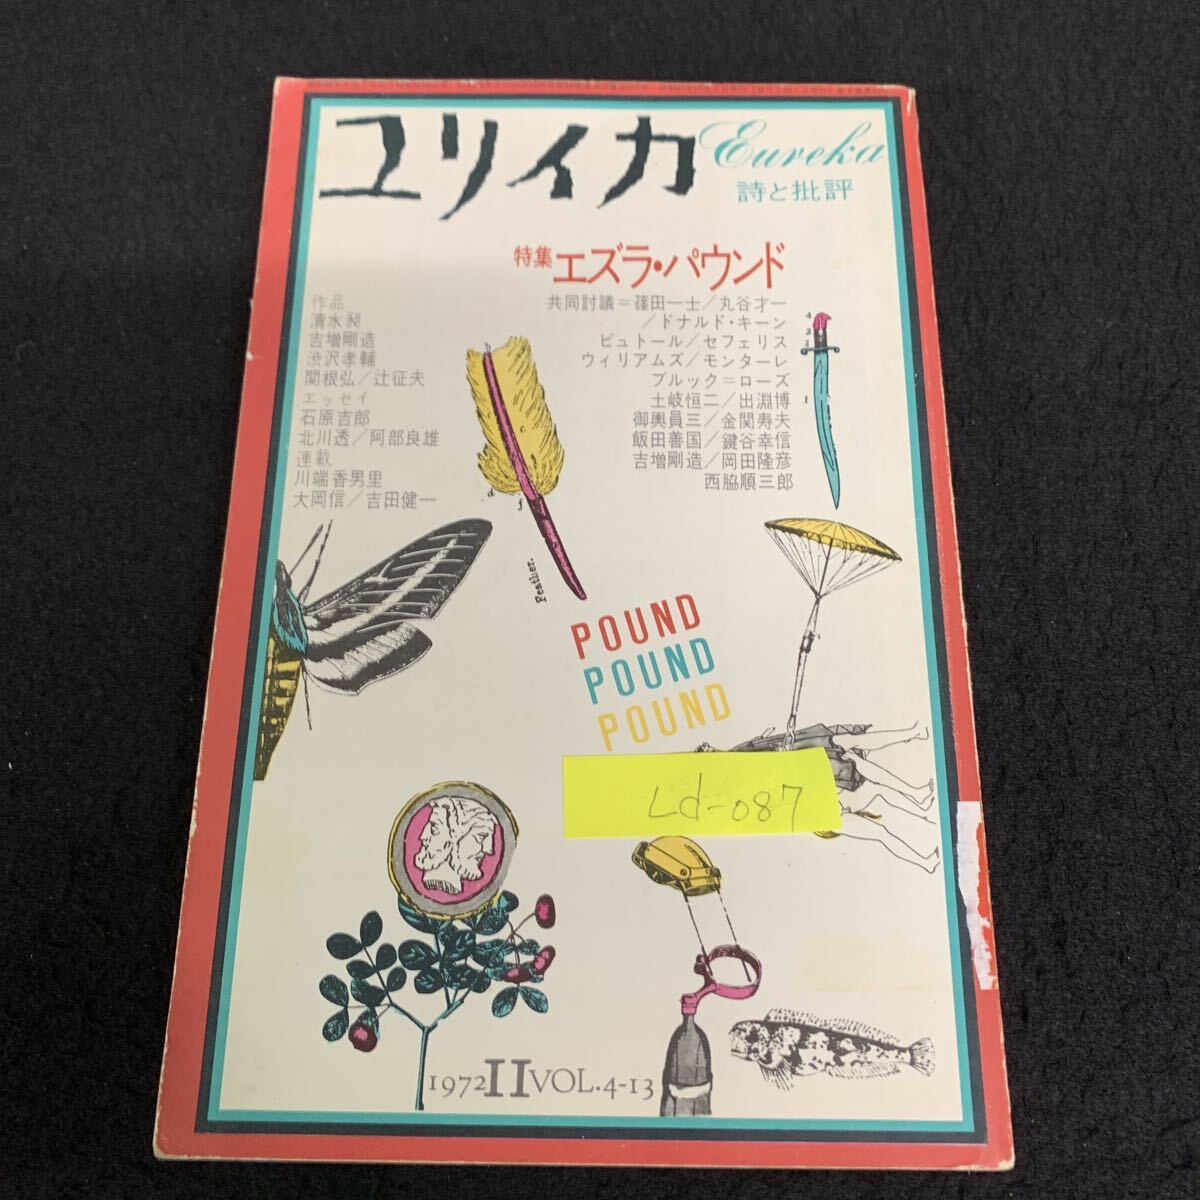 ユリイカ
Eureka
詩と批評
特集 エズラ・パウンド
作品
清水昶
吉増剛造
渋沢孝輔
関根弘/辻征夫
エッセイ
石原吉郎
北川透/阿部良雄
連載
川端香男里
大岡信/吉田健一
共同討議=篠田一士/丸谷才一
/ドナルド・キーン
ビュトール/セフェリス
ウィリアムズ/モンターレ
ブルック=ローズ
土岐恒二/出淵博
御輿員三/金関寿夫
飯田善国/鍵谷幸信
吉増剛造/岡田隆彦
西脇順三郎
Feather.
POUND
POUND
POUND
Ld-087
1972 11 VOL.4-13